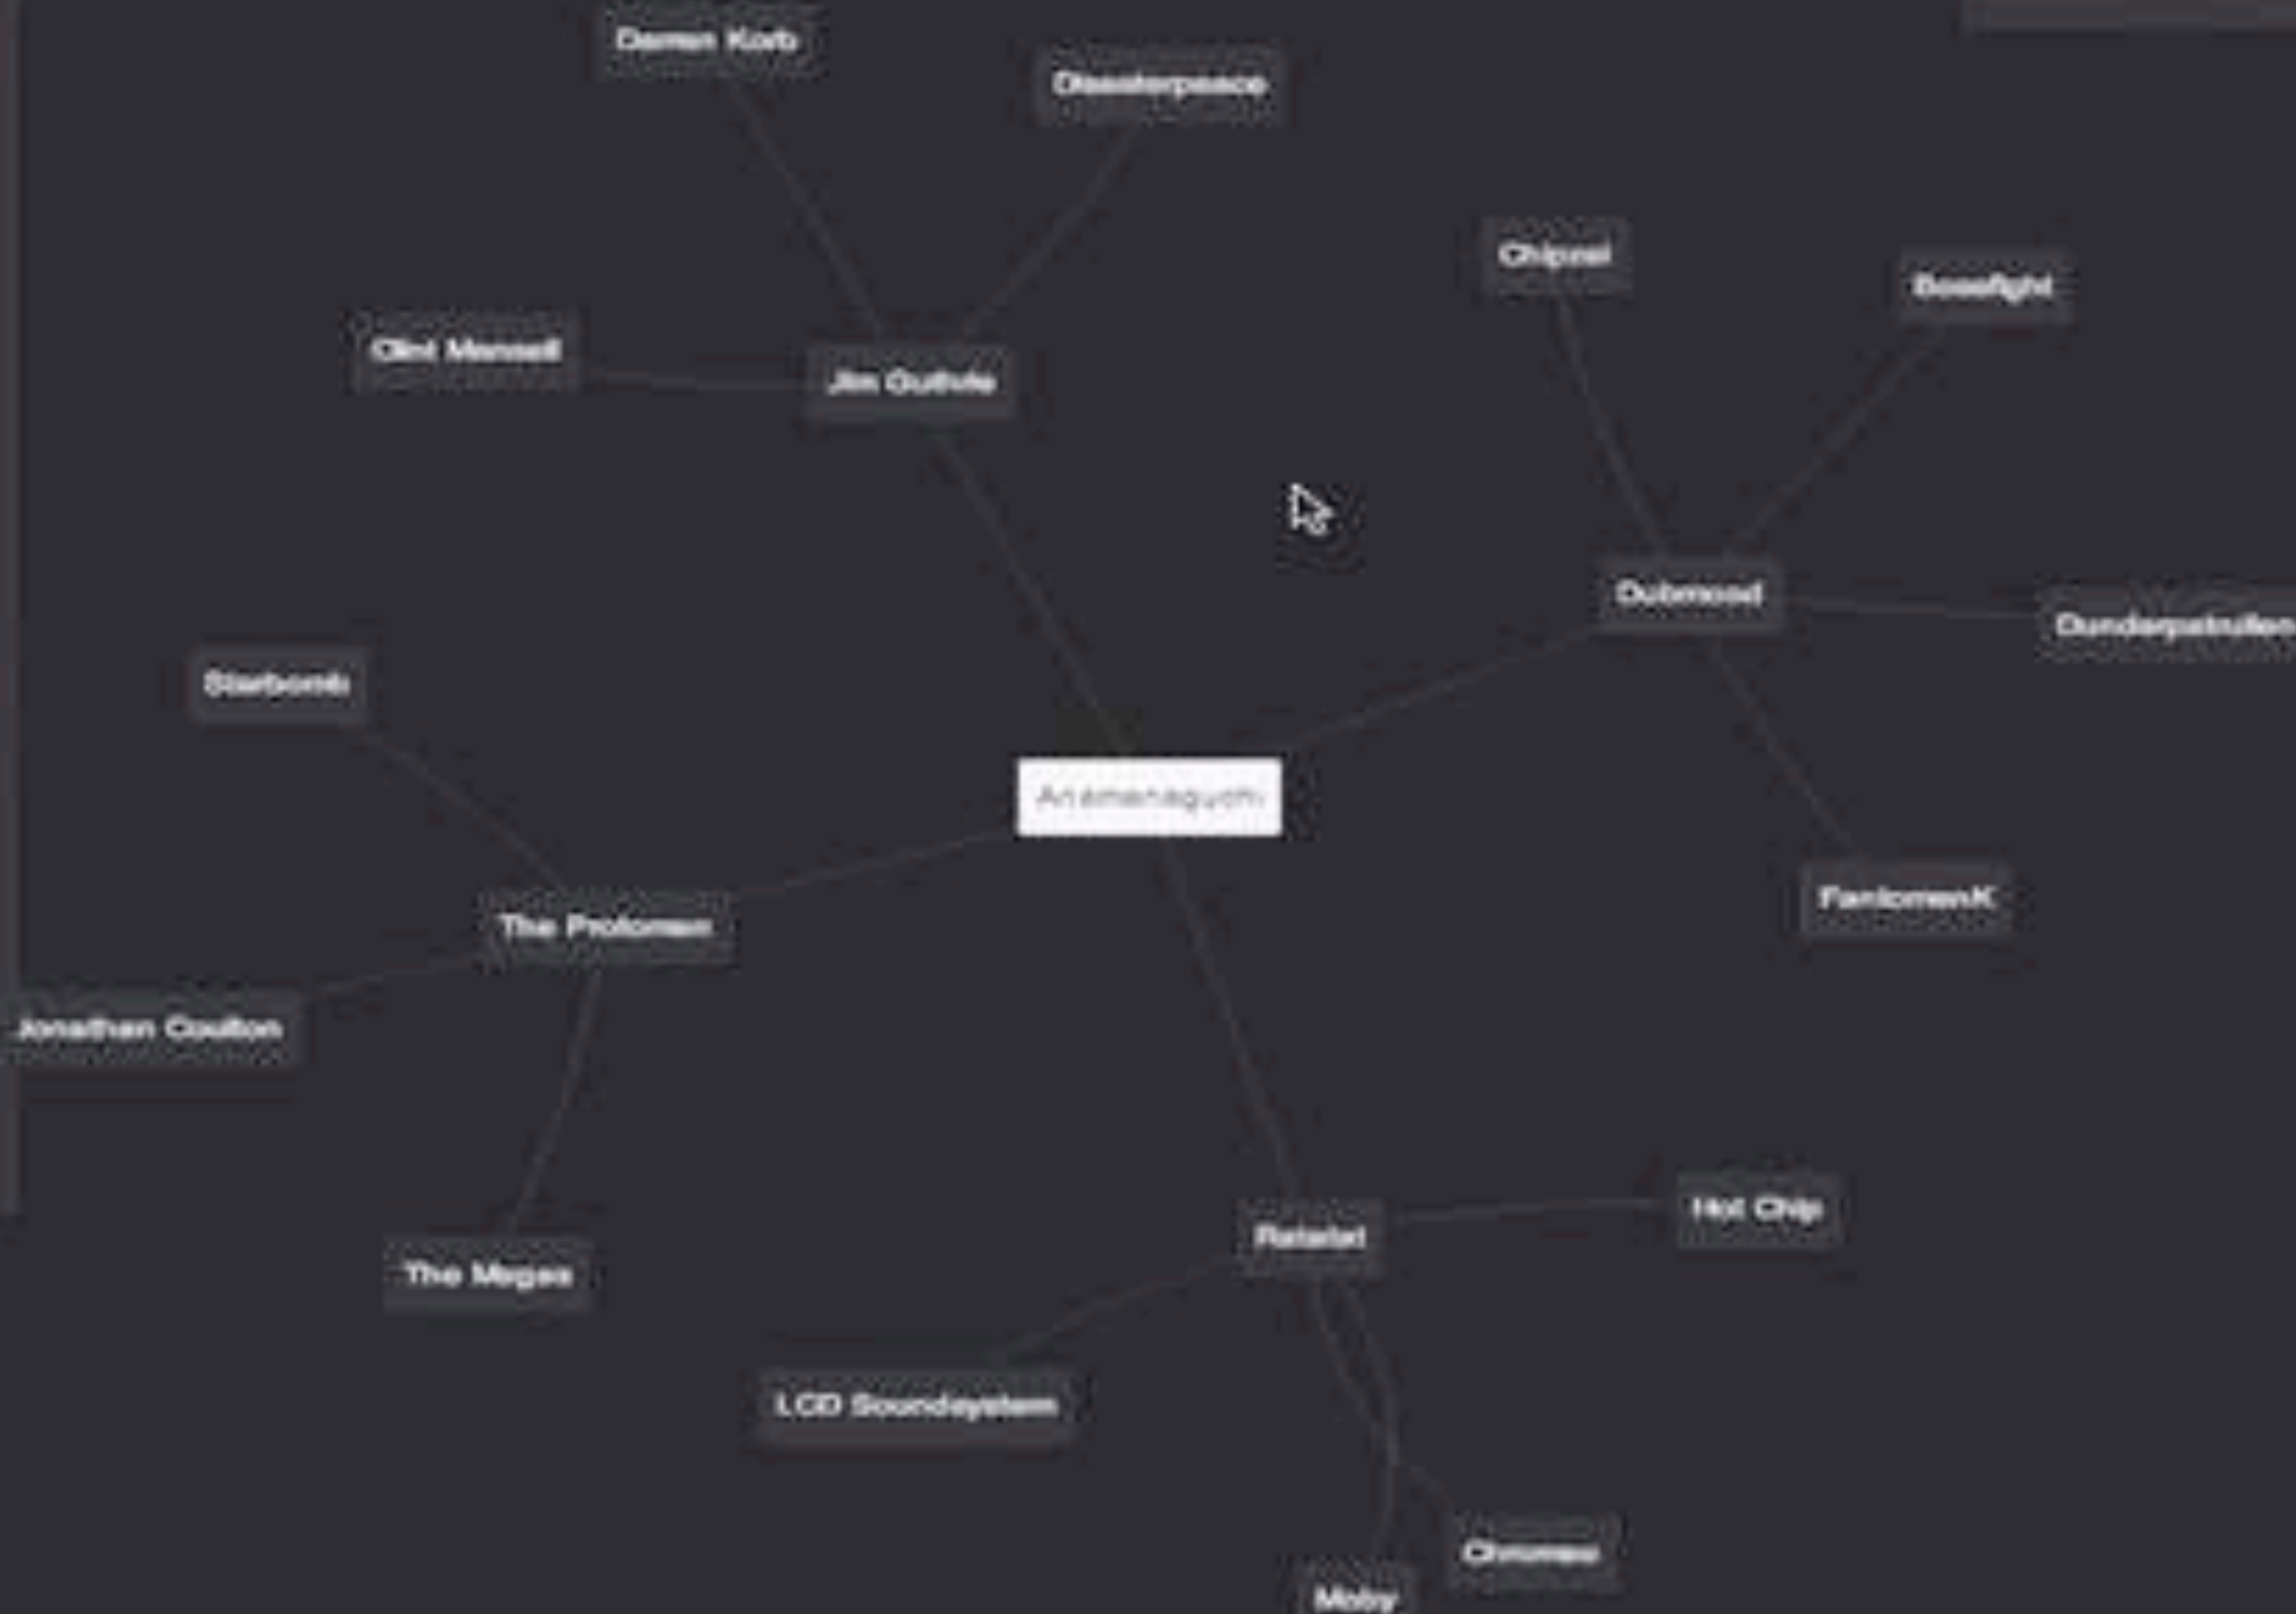 Darren Korb
Disasterpeace
Chipzel
Bossfight
Clint Mansell
Jim Guthrie
Dubmood
Dunderpatrullen
Starbomb
Anamanaguchi
FantomenK
The Protomen
Jonathan Coulton
Hot Chip
Ratatat
The Megas
LCD Soundsystem
Chromeo
Moby